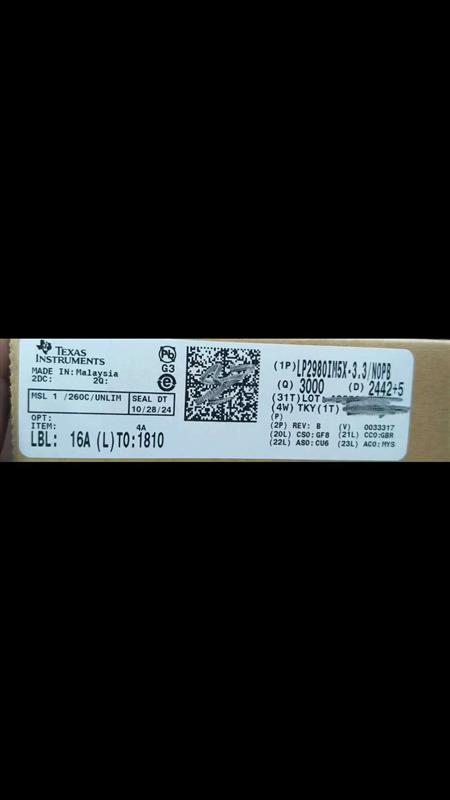 TEXAS
INSTRUMENTS
MADE IN: Malaysia
2DC: 2Q:
MSL 1 /260C/UNLIM
SEAL DT
10/28/24
OPT:
ITEM: 4A
LBL: 16A (L)TO:1810
Pb
G3
e
(1P)LP2980IM5X-3.3/NOPB
(Q) 3000 (D) 2442+5
(31T)LOT
(4W) TKY(1T)
(P)
(2P) REV: B (V) 0033317
(20L) CSO:GF8 (21L) CCO:GBR
(22L) ASO:CU6 (23L) ACO:MYS